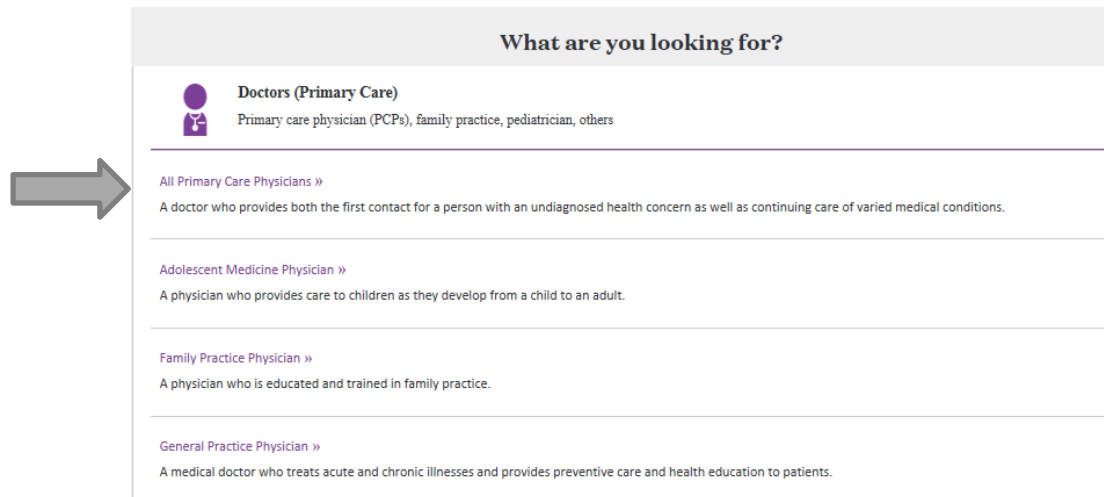 What are you looking for?
Doctors (Primary Care)
Primary care physician (PCPs), family practice, pediatrician, others
All Primary Care Physicians »
A doctor who provides both the first contact for a person with an undiagnosed health concern as well as continuing care of varied medical conditions.
Adolescent Medicine Physician »
A physician who provides care to children as they develop from a child to an adult.
Family Practice Physician »
A physician who is educated and trained in family practice.
General Practice Physician »
A medical doctor who treats acute and chronic illnesses and provides preventive care and health education to patients.